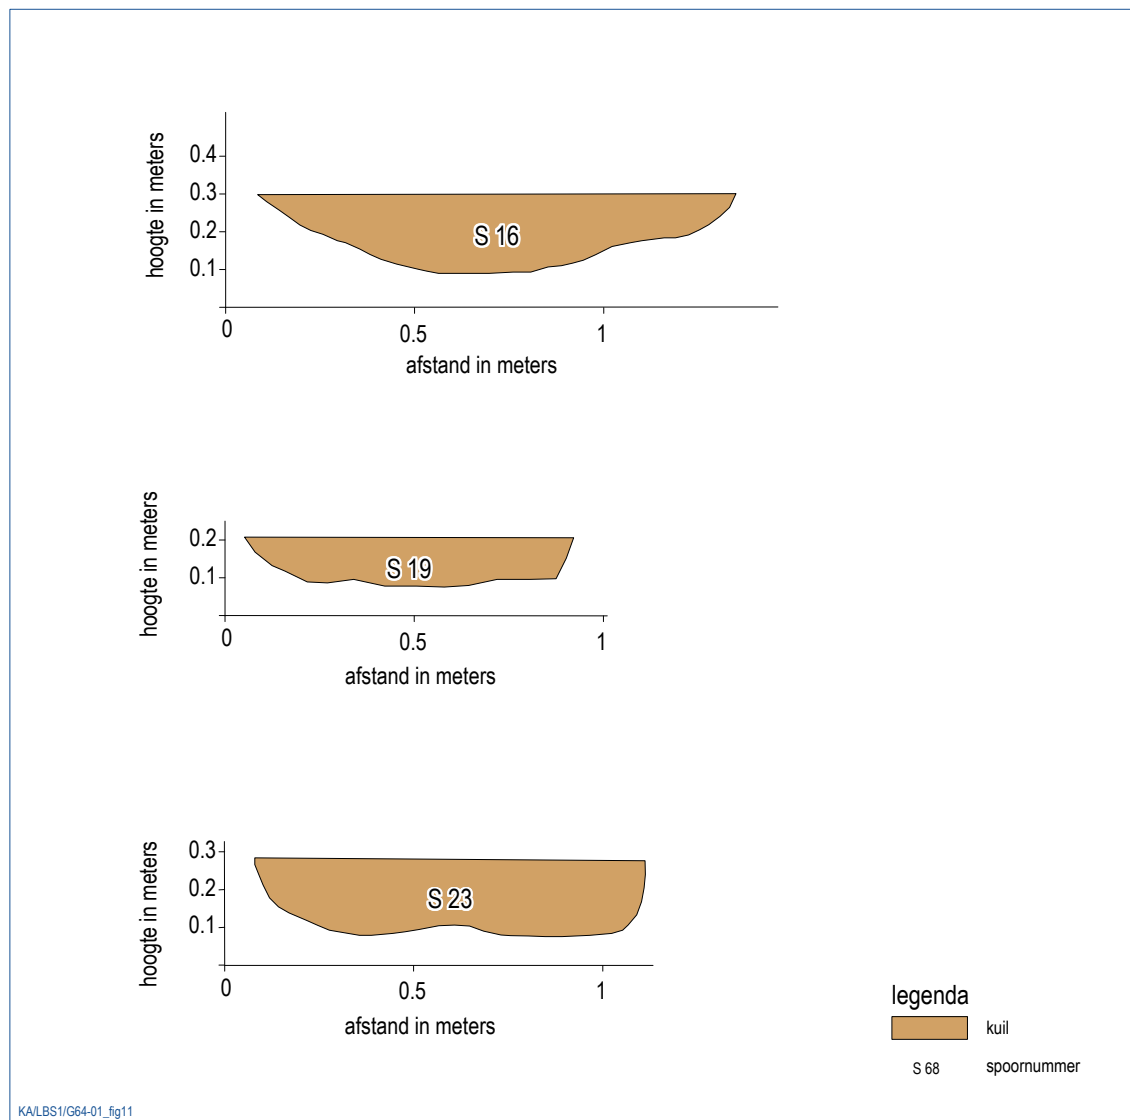 hoogte in meters
0.4
0.3
0.2
0.1
S 16
0
0.5
1
afstand in meters
hoogte in meters
0.2
0.1
S 19
0
0.5
1
afstand in meters
hoogte in meters
0.3
0.2
0.1
S 23
0
0.5
1
afstand in meters
legenda
kuil
S 68 spoornummer
KA/LBS1/G64-01_fig11